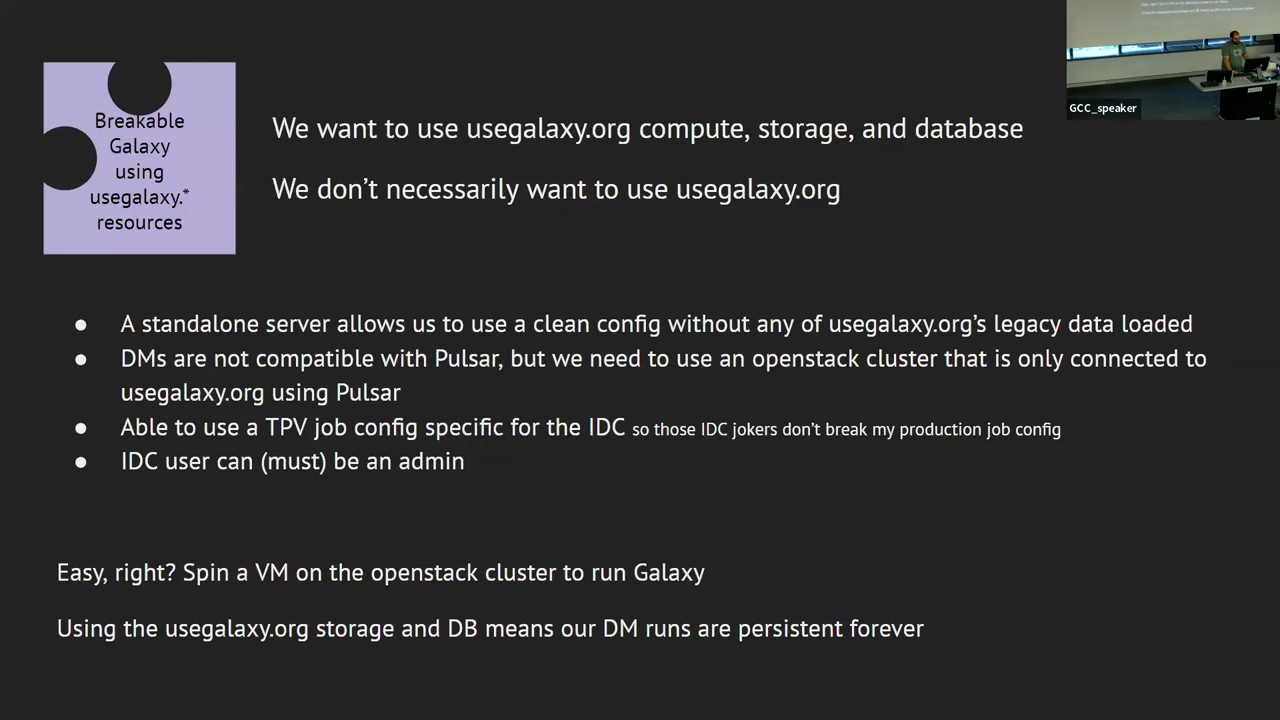 Breakable
Galaxy
using
usegalaxy.*
resources
We want to use usegalaxy.org compute, storage, and database
We don’t necessarily want to use usegalaxy.org
GCC_speaker
● A standalone server allows us to use a clean config without any of usegalaxy.org’s legacy data loaded
● DMs are not compatible with Pulsar, but we need to use an openstack cluster that is only connected to
usegalaxy.org using Pulsar
● Able to use a TPV job config specific for the IDC so those IDC jokers don’t break my production job config
● IDC user can (must) be an admin
Easy, right? Spin a VM on the openstack cluster to run Galaxy
Using the usegalaxy.org storage and DB means our DM runs are persistent forever